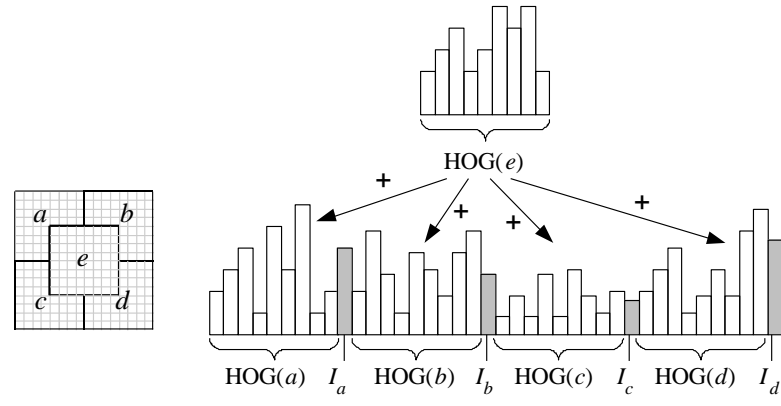 HOG(e)
+ + + +
a b
e
c d
HOG(a) I_a HOG(b) I_b HOG(c) I_c HOG(d) I_d